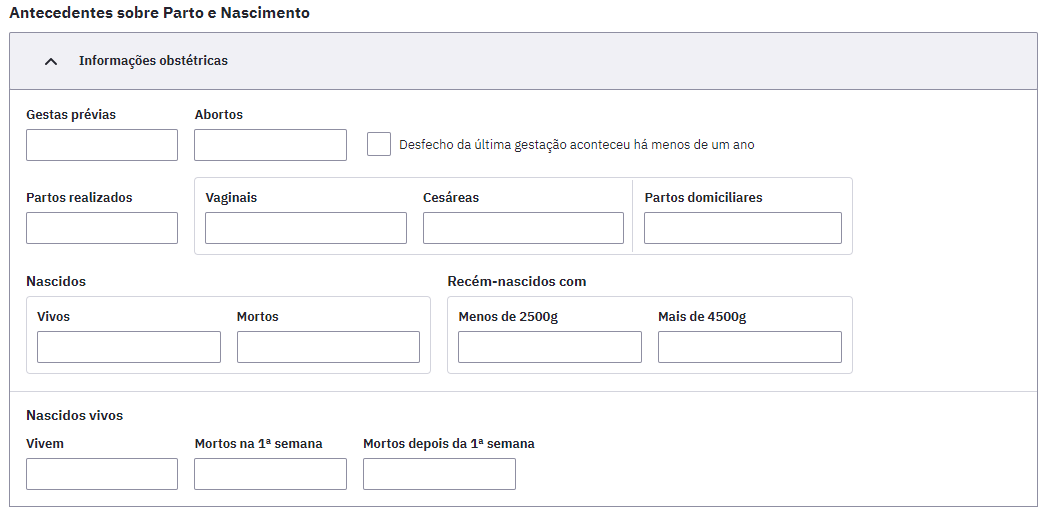 Antecedentes sobre Parto e Nascimento
Informações obstétricas
Gestas prévias Abortos
Desfecho da última gestação aconteceu há menos de um ano
Partos realizados Vaginais Cesáreas Partos domiciliares
Nascidos Recém-nascidos com
Vivos Mortos Menos de 2500g Mais de 4500g
Nascidos vivos
Vivem Mortos na 1ª semana Mortos depois da 1ª semana